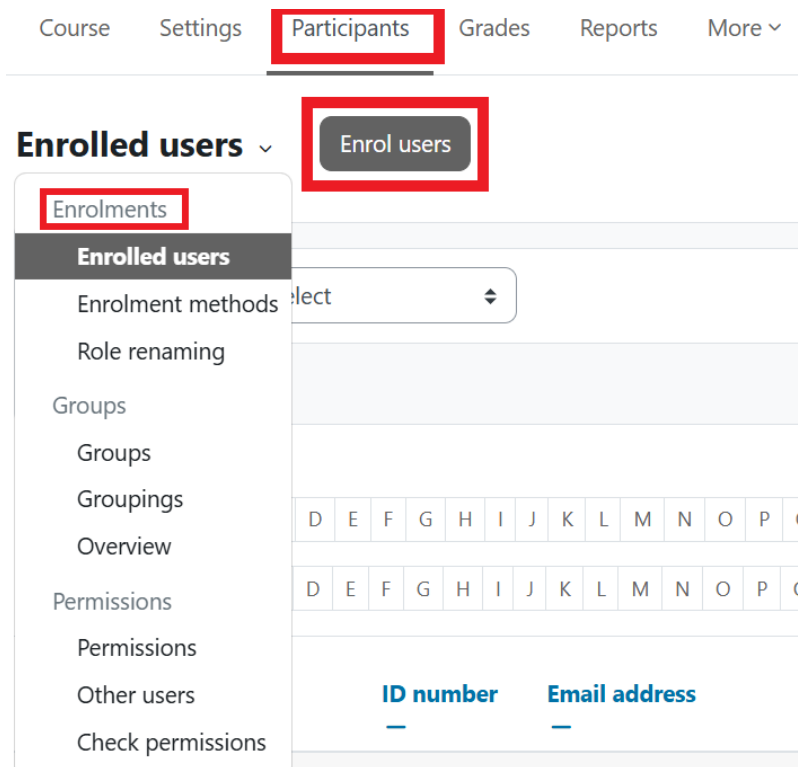 Course Settings Participants Grades Reports More
Enrolled users Enrol users
Enrolments
Enrolled users
Enrolment methods
Role renaming
Groups
Groups
Groupings
Overview
Permissions
Permissions
Other users
Check permissions
elect
D E F G H I J K L M N O P
D E F G H I J K L M N O P
ID number Email address